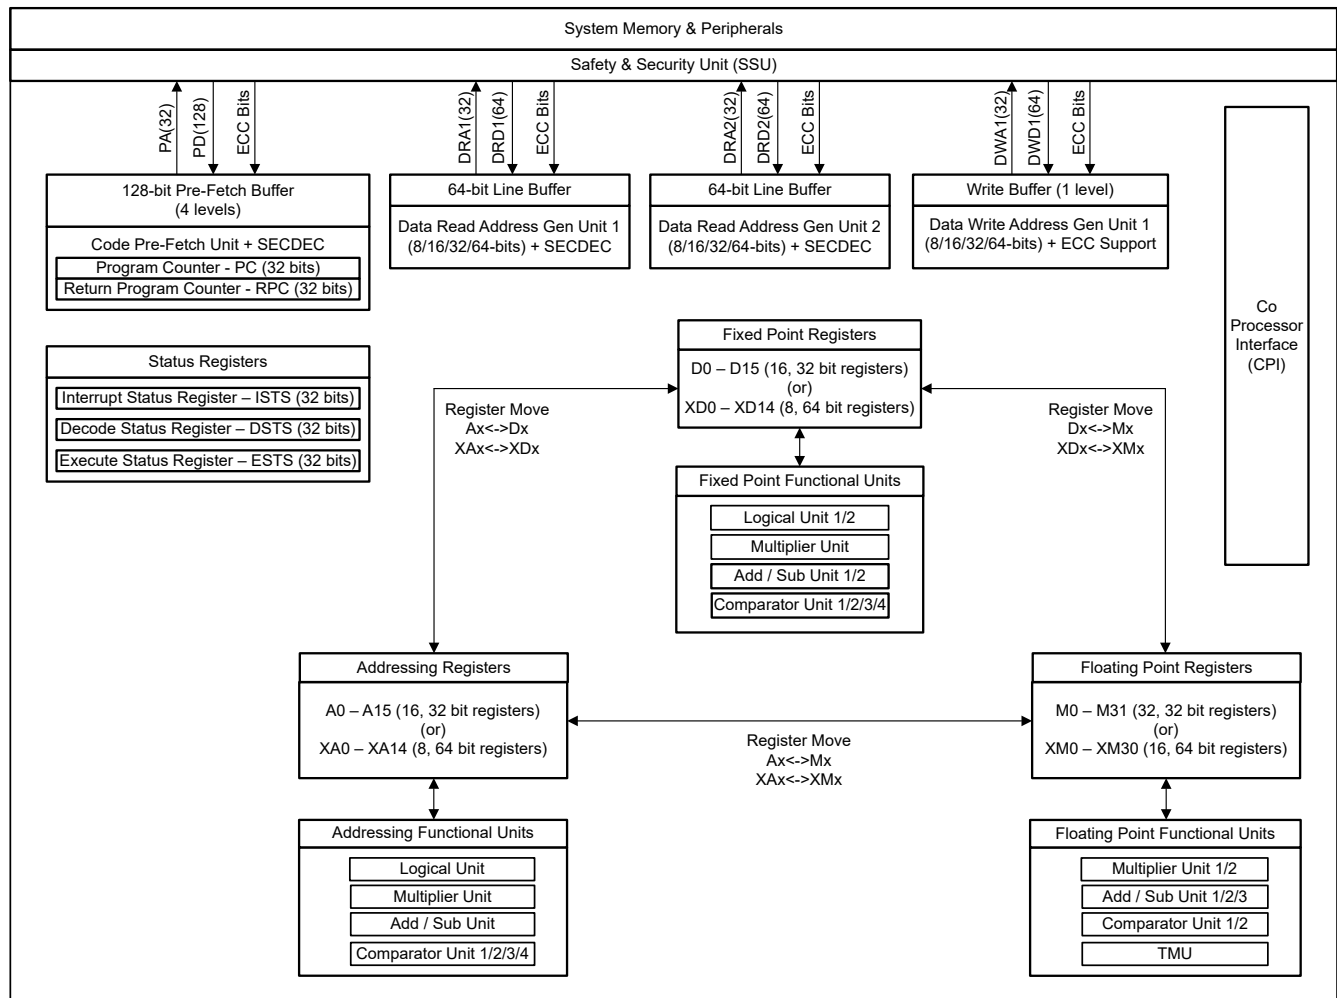 System Memory & Peripherals
Safety & Security Unit (SSU)
PA(32)
PD(128)
ECC Bits
DRA1(32)
DRD1(64)
ECC Bits
DRA2(32)
DRD2(64)
ECC Bits
DWA1(32)
DWD1(64)
ECC Bits
128-bit Pre-Fetch Buffer
(4 levels)
Code Pre-Fetch Unit + SECDEC
Program Counter - PC (32 bits)
Return Program Counter - RPC (32 bits)
64-bit Line Buffer
Data Read Address Gen Unit 1
(8/16/32/64-bits) + SECDEC
64-bit Line Buffer
Data Read Address Gen Unit 2
(8/16/32/64-bits) + SECDEC
Write Buffer (1 level)
Data Write Address Gen Unit 1
(8/16/32/64-bits) + ECC Support
Co
Processor
Interface
(CPI)
Status Registers
Interrupt Status Register – ISTS (32 bits)
Decode Status Register – DSTS (32 bits)
Execute Status Register – ESTS (32 bits)
Fixed Point Registers
D0 – D15 (16, 32 bit registers)
(or)
XD0 – XD14 (8, 64 bit registers)
Register Move
Ax<->Dx
XAx<->XDx
Register Move
Dx<->Mx
XDx<->XMx
Fixed Point Functional Units
Logical Unit 1/2
Multiplier Unit
Add / Sub Unit 1/2
Comparator Unit 1/2/3/4
Addressing Registers
A0 – A15 (16, 32 bit registers)
(or)
XA0 – XA14 (8, 64 bit registers)
Register Move
Ax<->Mx
XAx<->XMx
Floating Point Registers
M0 – M31 (32, 32 bit registers)
(or)
XM0 – XM30 (16, 64 bit registers)
Addressing Functional Units
Logical Unit
Multiplier Unit
Add / Sub Unit
Comparator Unit 1/2/3/4
Floating Point Functional Units
Multiplier Unit 1/2
Add / Sub Unit 1/2/3
Comparator Unit 1/2
TMU